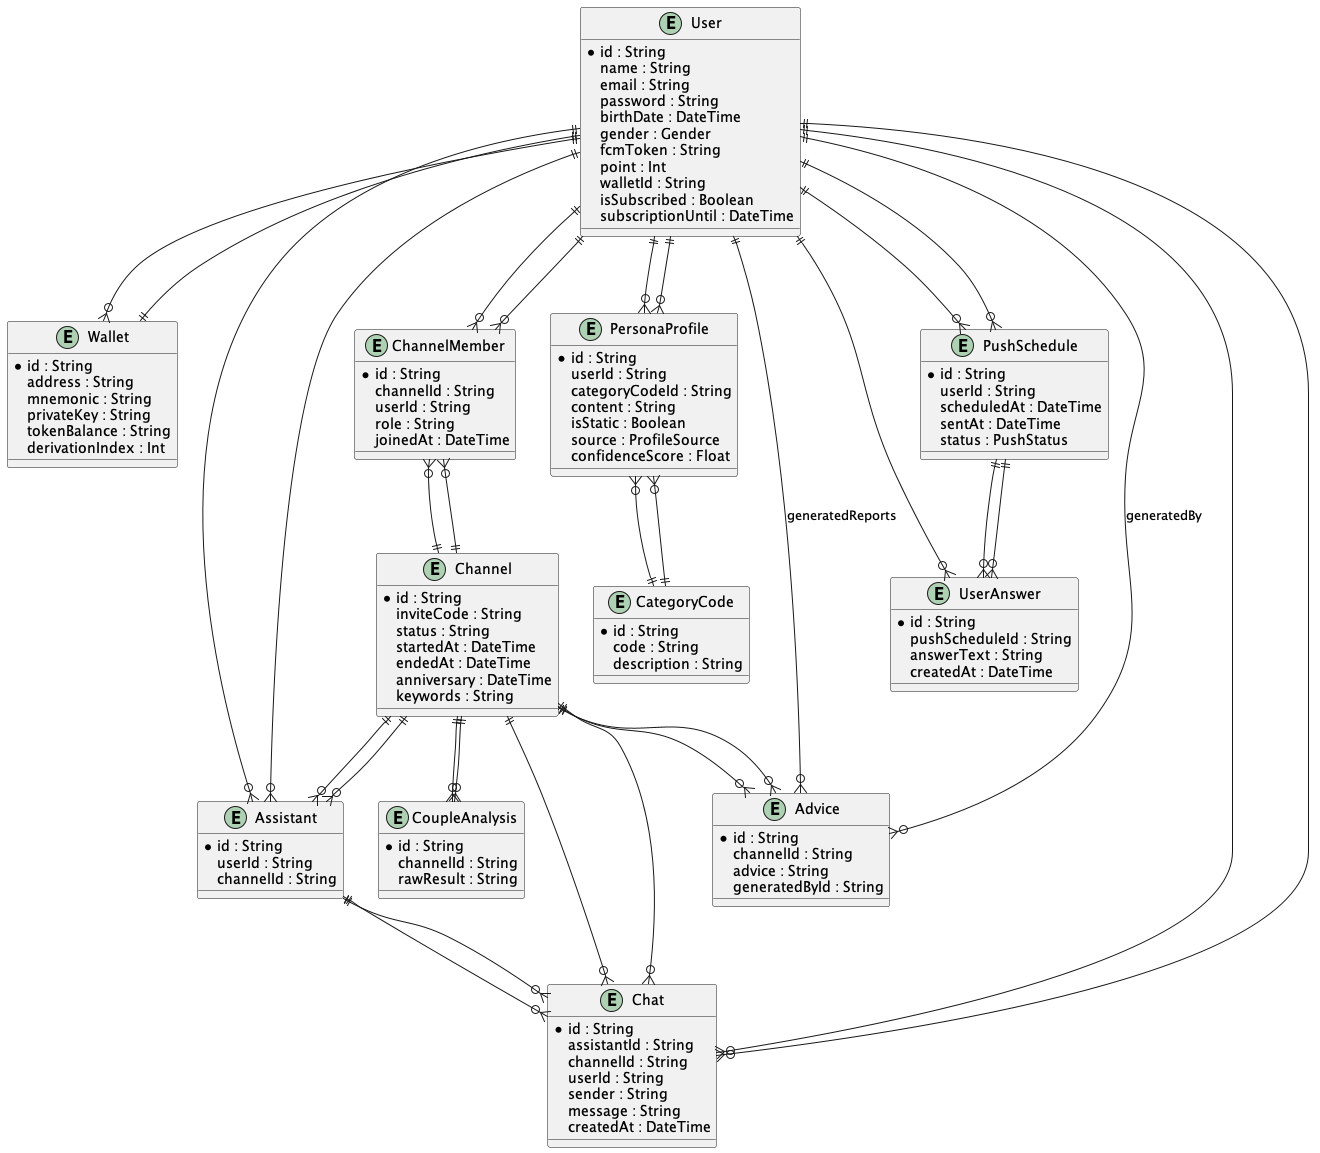 E User
* id : String
name : String
email : String
password : String
birthDate : DateTime
gender : Gender
fcmToken : String
point : Int
walletId : String
isSubscribed : Boolean
subscriptionUntil : DateTime
E Wallet
* id : String
address : String
mnemonic : String
privateKey : String
tokenBalance : String
derivationIndex : Int
E ChannelMember
* id : String
channelId : String
userId : String
role : String
joinedAt : DateTime
E PersonaProfile
* id : String
userId : String
categoryCodeId : String
content : String
isStatic : Boolean
source : ProfileSource
confidenceScore : Float
E PushSchedule
* id : String
userId : String
scheduledAt : DateTime
sentAt : DateTime
status : PushStatus
generatedReports
generatedBy
E Channel
* id : String
inviteCode : String
status : String
startedAt : DateTime
endedAt : DateTime
anniversary : DateTime
keywords : String
E CategoryCode
* id : String
code : String
description : String
E UserAnswer
* id : String
pushScheduleId : String
answerText : String
createdAt : DateTime
E Assistant
* id : String
userId : String
channelId : String
E CoupleAnalysis
* id : String
channelId : String
rawResult : String
E Advice
* id : String
channelId : String
advice : String
generatedById : String
E Chat
* id : String
assistantId : String
channelId : String
userId : String
sender : String
message : String
createdAt : DateTime